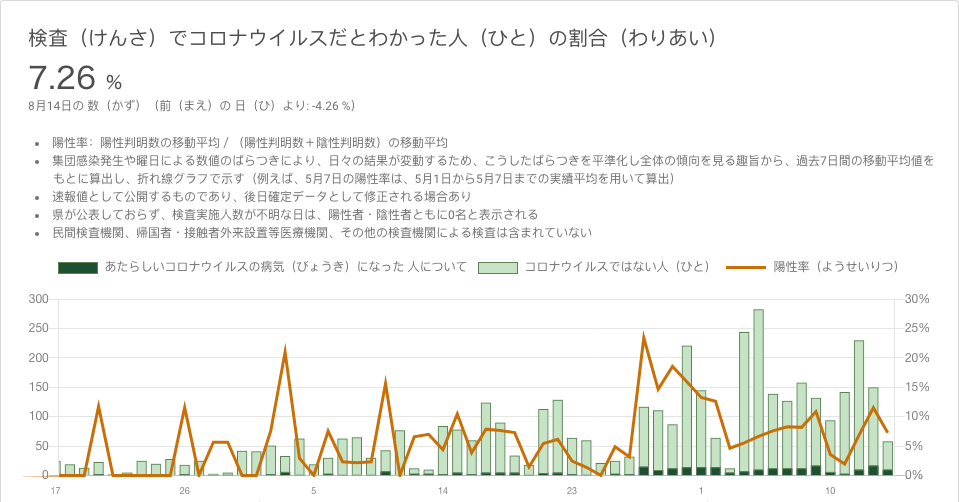 検査（けんさ）でコロナウイルスだとわかった人（ひと）の割合（わりあい）
7.26 %
8月14日の 数（かず）（前（まえ）の 日（ひ）より: -4.26 %）
• 陽性率：陽性判明数の移動平均 / （陽性判明数＋陰性判明数）の移動平均
• 集団感染発生や曜日による数値のばらつきにより、日々の結果が変動するため、こうしたばらつきを平準化し全体の傾向を見る趣旨から、過去7日間の移動平均値を
もとに算出し、折れ線グラフで示す（例えば、5月7日の陽性率は、5月1日から5月7日までの実績平均を用いて算出）
• 速報値として公開するものであり、後日確定データとして修正される場合あり
• 県が公表しておらず、検査実施人数が不明な日は、陽性者・陰性者ともに0名と表示される
• 民間検査機関、帰国者・接触者外来設置等医療機関、その他の検査機関による検査は含まれていない
あたらしいコロナウイルスの病気（びょうき）になった 人について コロナウイルスではない人（ひと） 陽性率（ようせいりつ）
300 30%
250 25%
200 20%
150 15%
100 10%
50 5%
0 0%
17 26 5 14 23 1 10